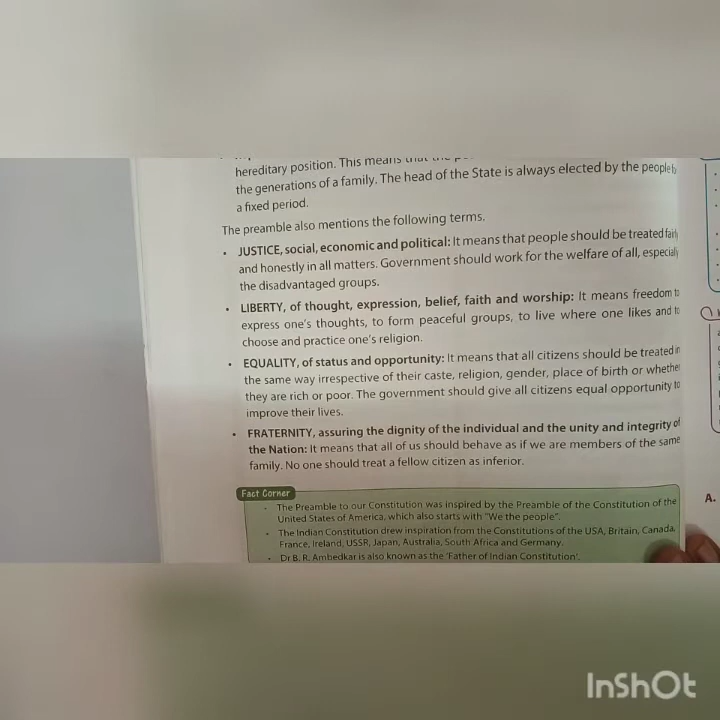 hereditary position. This means that the
the generations of a family. The head of the State is always elected by the people
a fixed period.
The preamble also mentions the following terms.
• JUSTICE, social, economic and political: It means that people should be treated fairly
and honestly in all matters. Government should work for the welfare of all, especially
the disadvantaged groups.
• LIBERTY, of thought, expression, belief, faith and worship: It means freedom to
express one's thoughts, to form peaceful groups, to live where one likes and to
choose and practice one's religion.
• EQUALITY, of status and opportunity: It means that all citizens should be treated in
the same way irrespective of their caste, religion, gender, place of birth or whether
they are rich or poor. The government should give all citizens equal opportunity to
improve their lives.
• FRATERNITY, assuring the dignity of the individual and the unity and integrity of
the Nation: It means that all of us should behave as if we are members of the same
family. No one should treat a fellow citizen as inferior.
Fact Corner
• The Preamble to our Constitution was inspired by the Preamble of the Constitution of the
United States of America, which also starts with "We the people".
• The Indian Constitution drew inspiration from the Constitutions of the USA, Britain, Canada,
France, Ireland, USSR, Japan, Australia, South Africa and Germany.
• Dr B. R. Ambedkar is also known as the 'Father of Indian Constitution'.
A.
InShOt